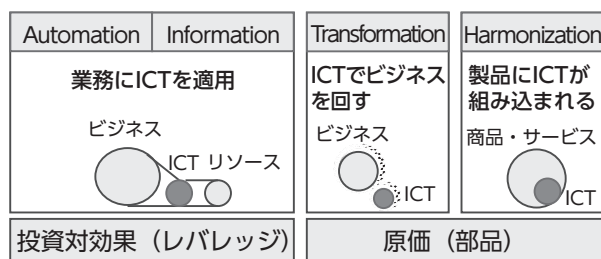 Automation
Information
Transformation
Harmonization
業務にICTを適用
ビジネス
ICT リソース
ICTでビジネス
を回す
ビジネス
ICT
製品にICTが
組み込まれる
商品・サービス
ICT
投資対効果（レバレッジ）
原価（部品）